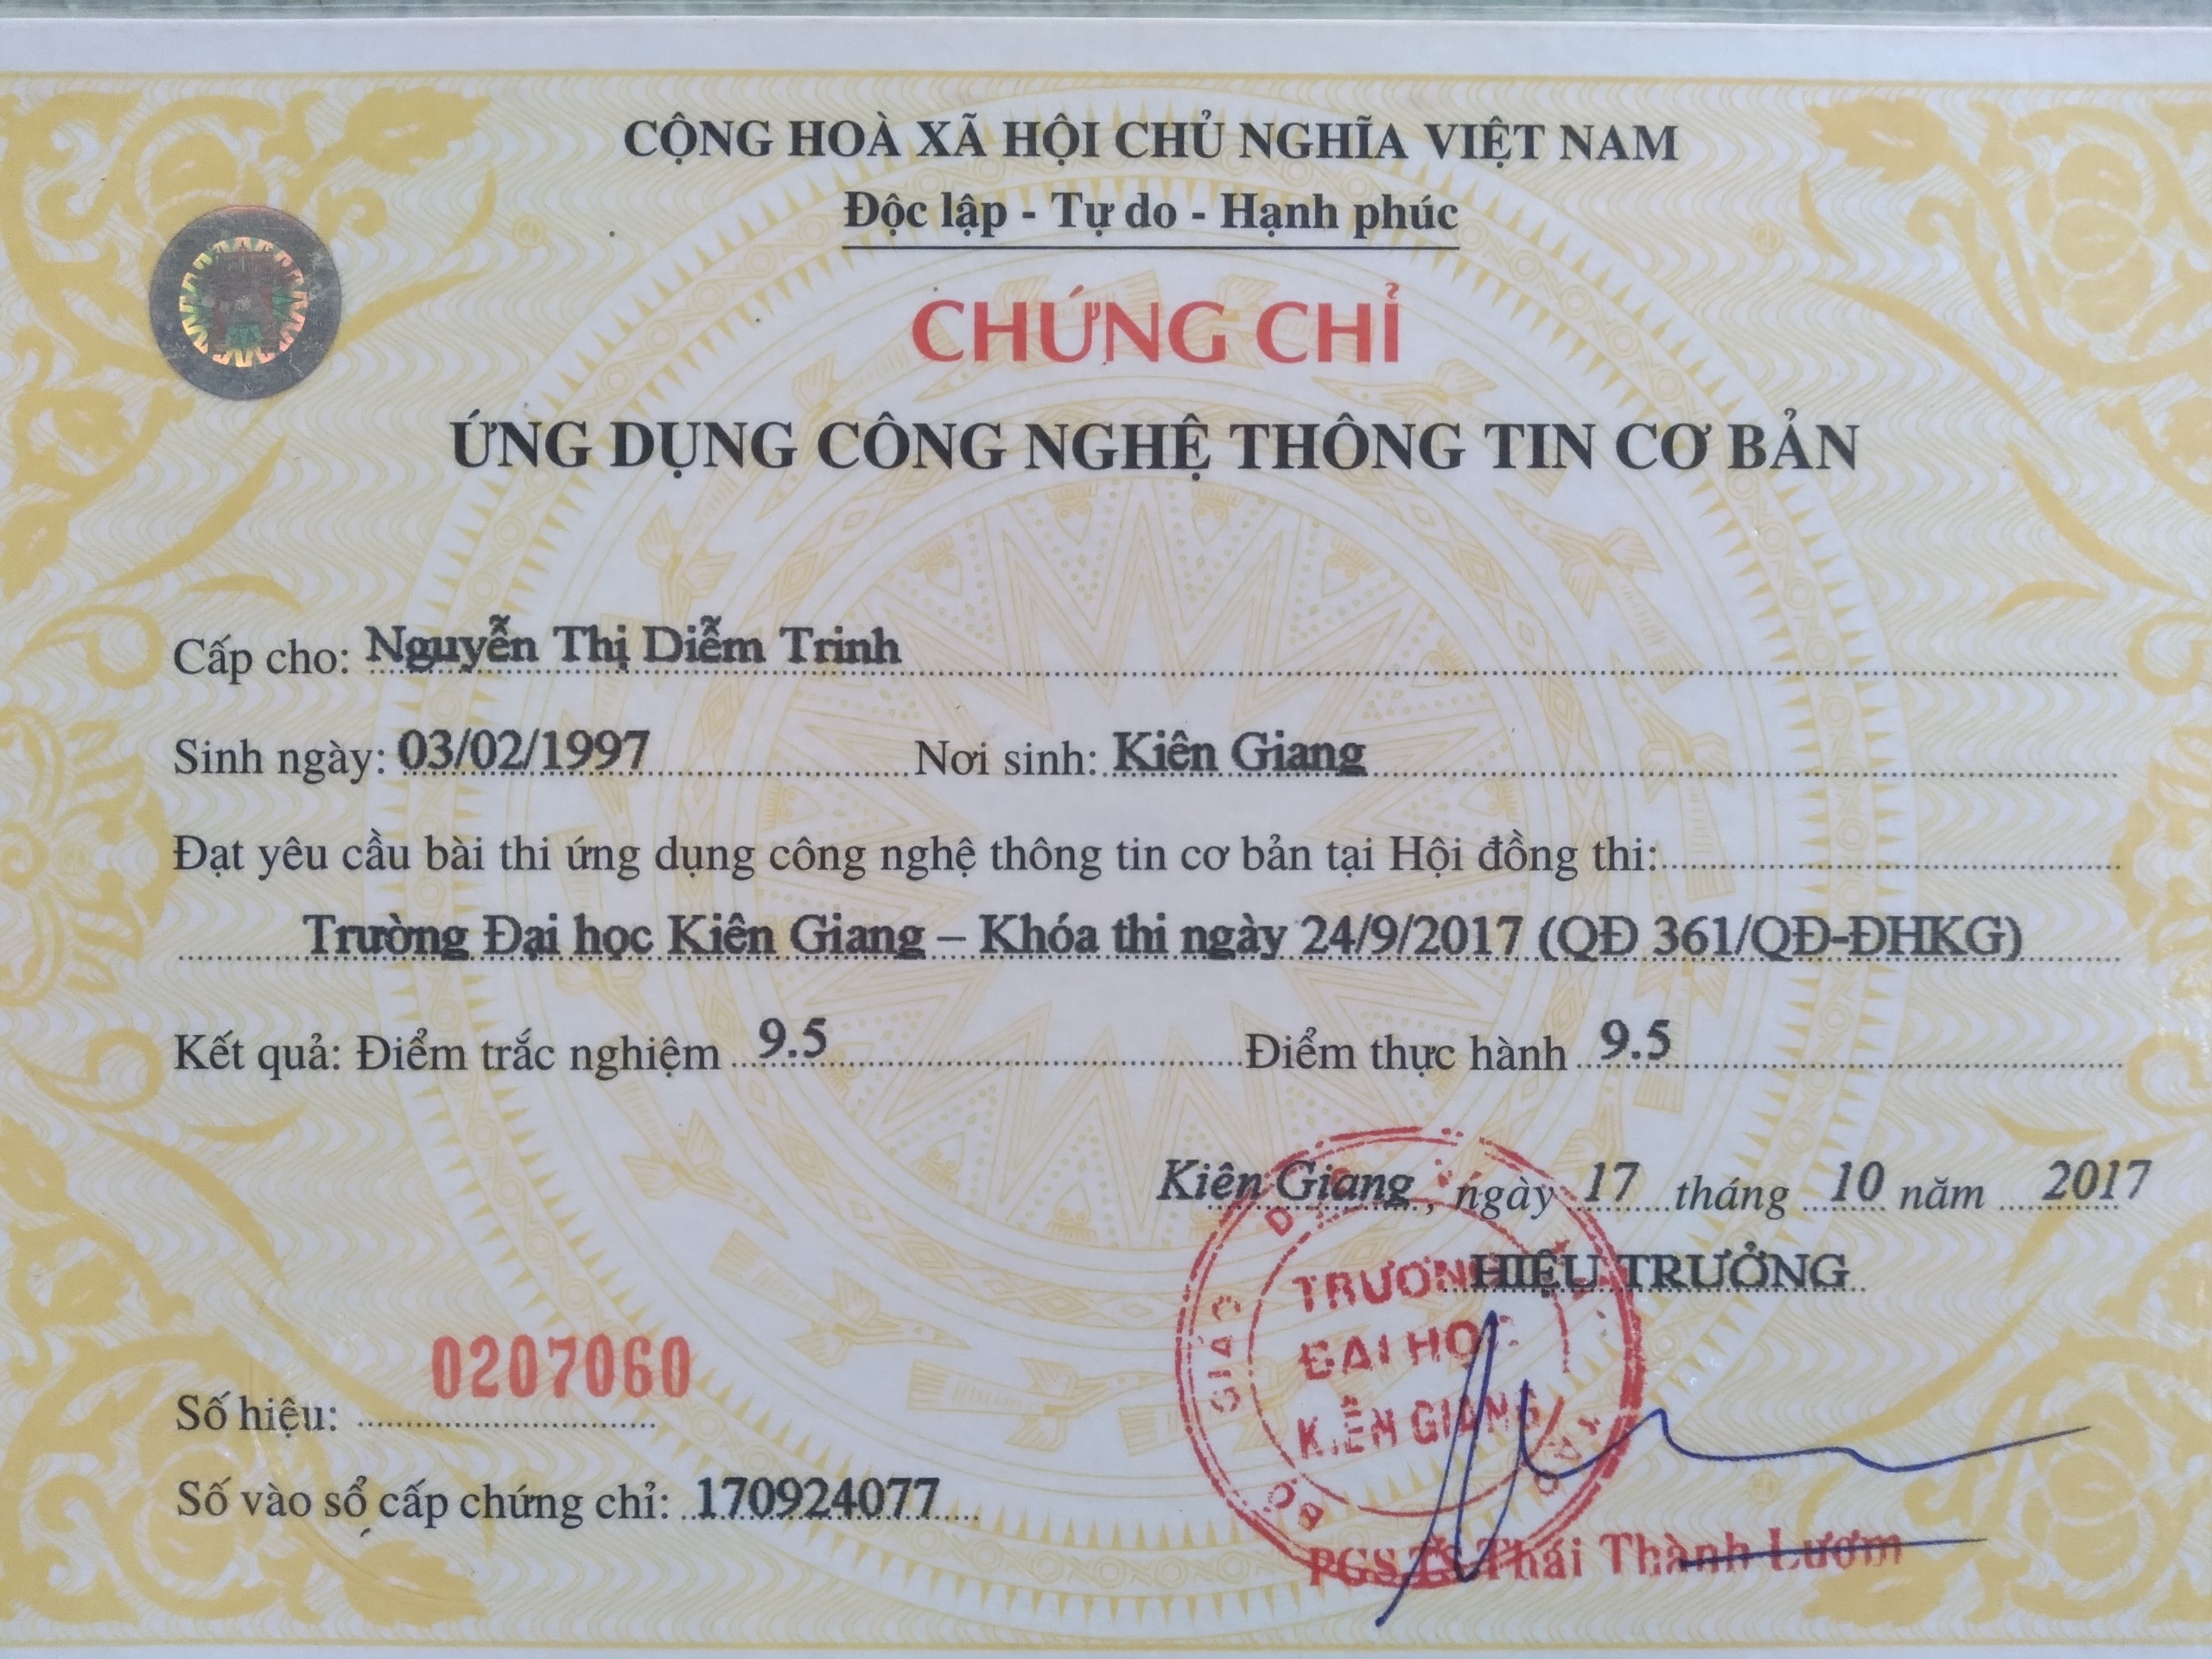 CỘNG HOÀ XÃ HỘI CHỦ NGHĨA VIỆT NAM
Độc lập - Tự do - Hạnh phúc
CHỨNG CHỈ
ỨNG DỤNG CÔNG NGHỆ THÔNG TIN CƠ BẢN
Cấp cho: Nguyễn Thị Diễm Trinh
Sinh ngày: 03/02/1997 Nơi sinh: Kiên Giang
Đạt yêu cầu bài thi ứng dụng công nghệ thông tin cơ bản tại Hội đồng thi:
Trường Đại học Kiên Giang – Khóa thi ngày 24/9/2017 (QĐ 361/QĐ-ĐHKG)
Kết quả: Điểm trắc nghiệm 9.5 Điểm thực hành 9.5
Kiên Giang, ngày 17 tháng 10 năm 2017
HIỆU TRƯỞNG
TRƯỜNG
ĐẠI HỌC
KIÊN GIANG
0207060
Số hiệu:
Số vào sổ cấp chứng chỉ: 170924077
PGS.TS Thái Thành Lượm